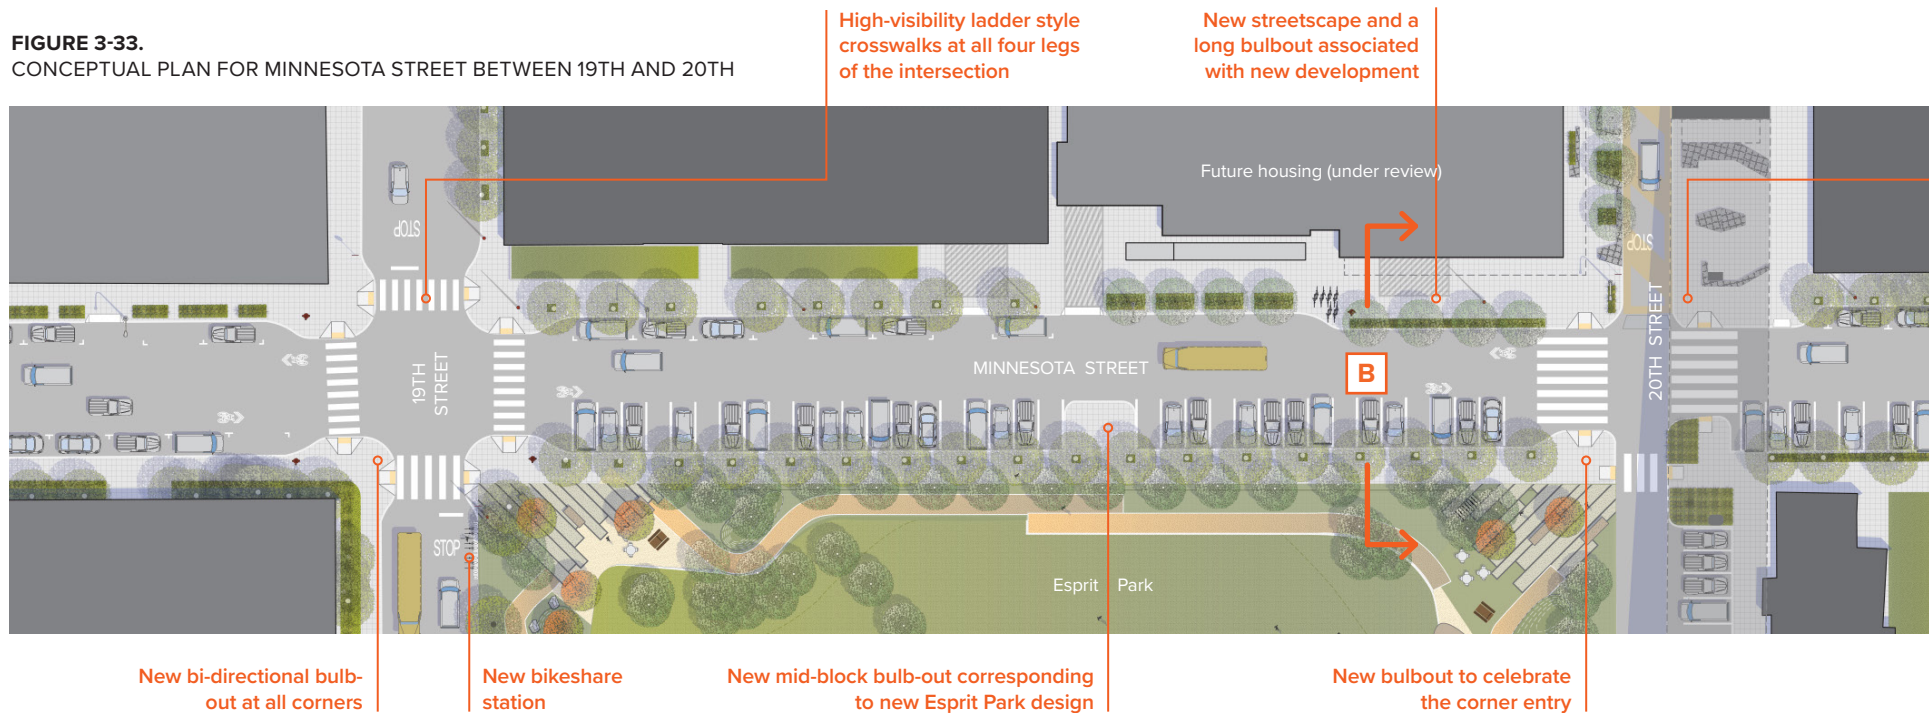 FIGURE 3-33.
CONCEPTUAL PLAN FOR MINNESOTA STREET BETWEEN 19TH AND 20TH
High-visibility ladder style
crosswalks at all four legs
of the intersection
New streetscape and a
long bulbout associated
with new development
Future housing (under review)
STOP
STOP
19TH
STREET
MINNESOTA STREET
B
20TH STREET
STOP
Esprit Park
New bi-directional bulb-
out at all corners
New bikeshare
station
New mid-block bulb-out corresponding
to new Esprit Park design
New bulbout to celebrate
the corner entry